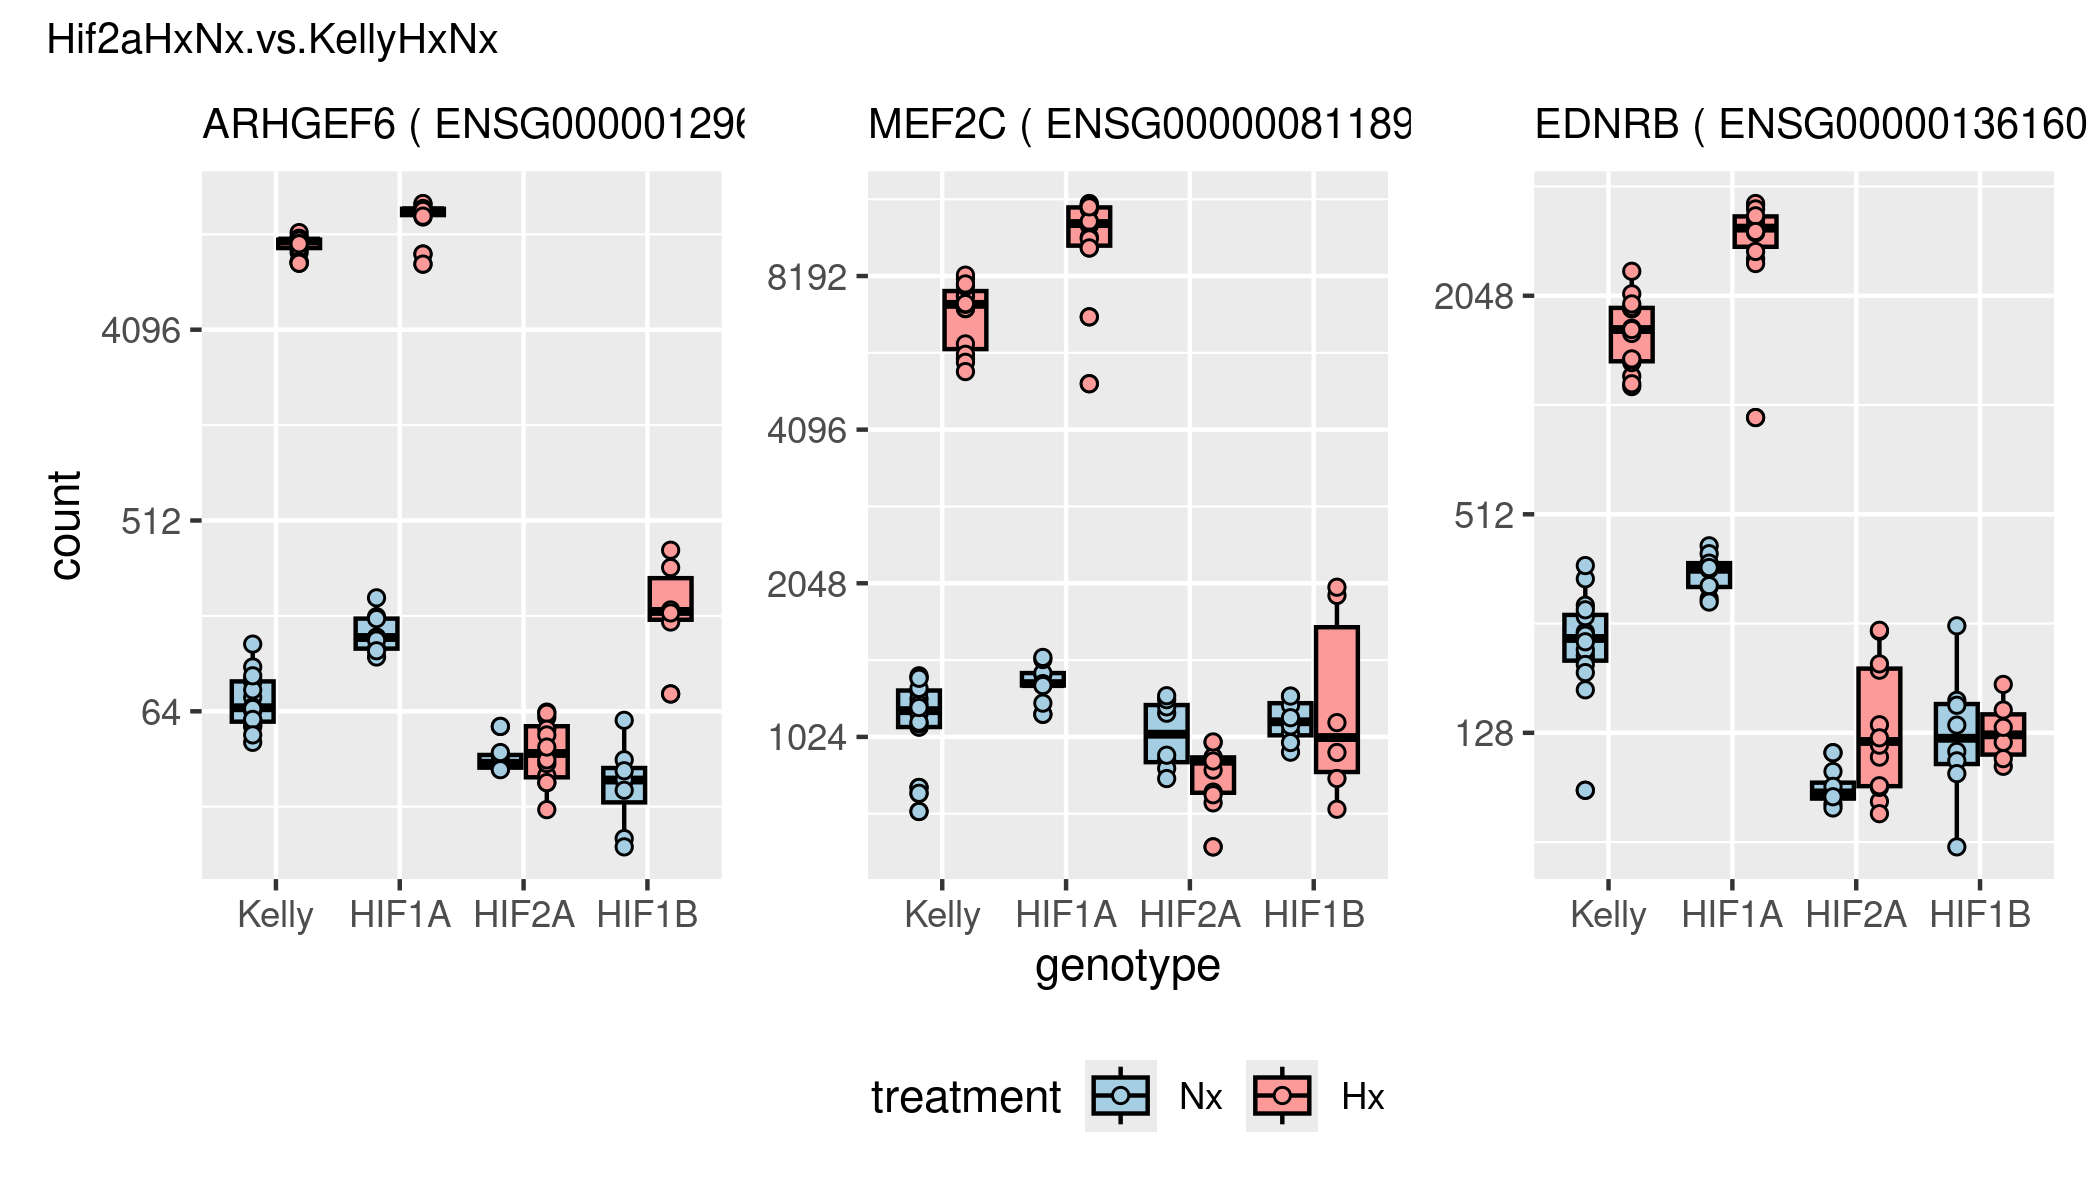 Hif2aHxNx.vs.KellyHxNx
ARHGEF6 ( ENSG00000129
MEF2C ( ENSG00000081189
EDNRB ( ENSG00000136160
count
4096
512
64
8192
4096
2048
1024
2048
512
128
Kelly HIF1A HIF2A HIF1B
Kelly HIF1A HIF2A HIF1B
Kelly HIF1A HIF2A HIF1B
genotype
treatment Nx Hx